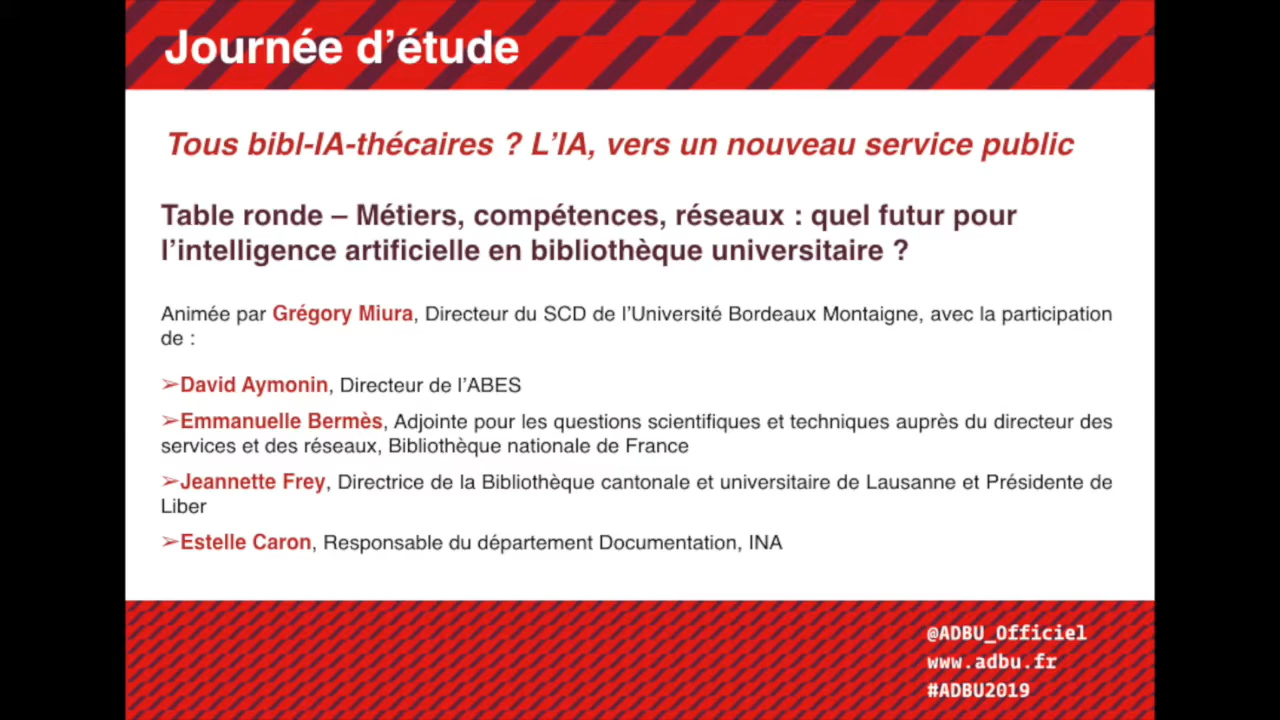 Journée d’étude
Tous bibl-IA-thécaires ? L’IA, vers un nouveau service public
Table ronde – Métiers, compétences, réseaux : quel futur pour
l’intelligence artificielle en bibliothèque universitaire ?
Animée par Grégory Miura, Directeur du SCD de l’Université Bordeaux Montaigne, avec la participation
de :
➢David Aymonin, Directeur de l’ABES
➢Emmanuelle Bermès, Adjointe pour les questions scientifiques et techniques auprès du directeur des
services et des réseaux, Bibliothèque nationale de France
➢Jeannette Frey, Directrice de la Bibliothèque cantonale et universitaire de Lausanne et Présidente de
Liber
➢Estelle Caron, Responsable du département Documentation, INA
@ADBU_Officiel
www.adbu.fr
#ADBU2019